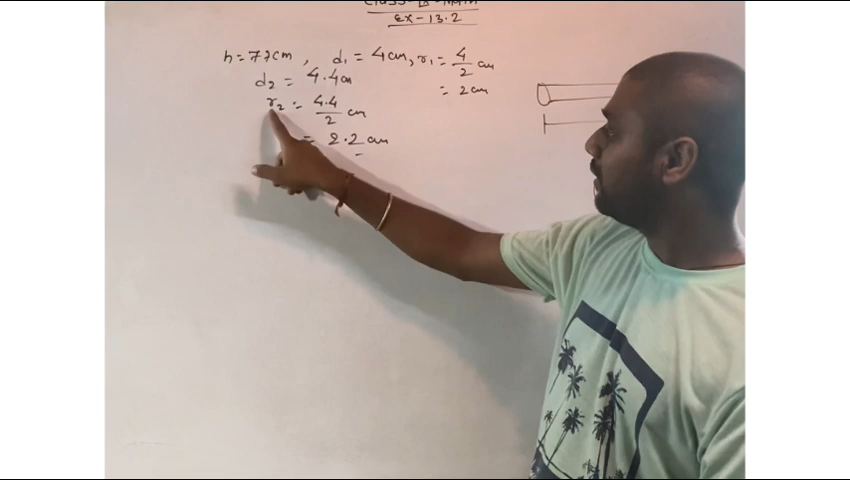 Ex-13.2
h = 77cm, d₁ = 4cm, r₁ = 4/2 cm
= 2cm
d₂ = 4.4cm
r₂ = 4.4/2 cm
= 2.2 cm